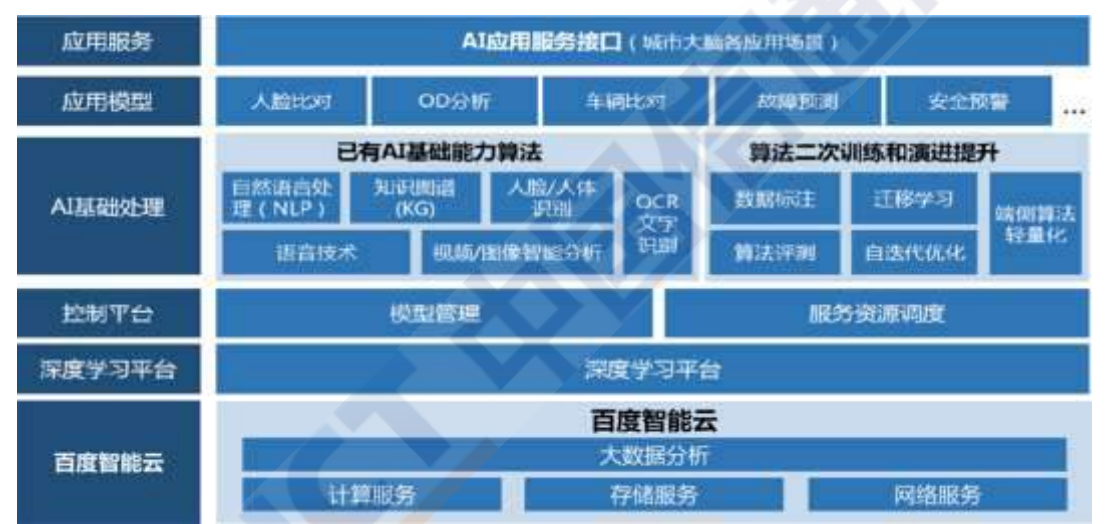 应用服务
AI应用服务接口（城市大脑各应用场景）
应用模型
人脸比对
OD分析
车辆比对
故障预测
安全预警
...
AI基础处理
已有AI基础能力算法
自然语言处
理（NLP）
知识图谱
(KG)
人脸/人体
识别
OCR
文字
识别
语音技术
视频/图像智能分析
算法二次训练和演进提升
数据标注
迁移学习
端侧算法
轻量化
算法评测
自迭代优化
控制平台
模型管理
服务资源调度
深度学习平台
深度学习平台
百度智能云
百度智能云
大数据分析
计算服务
存储服务
网络服务